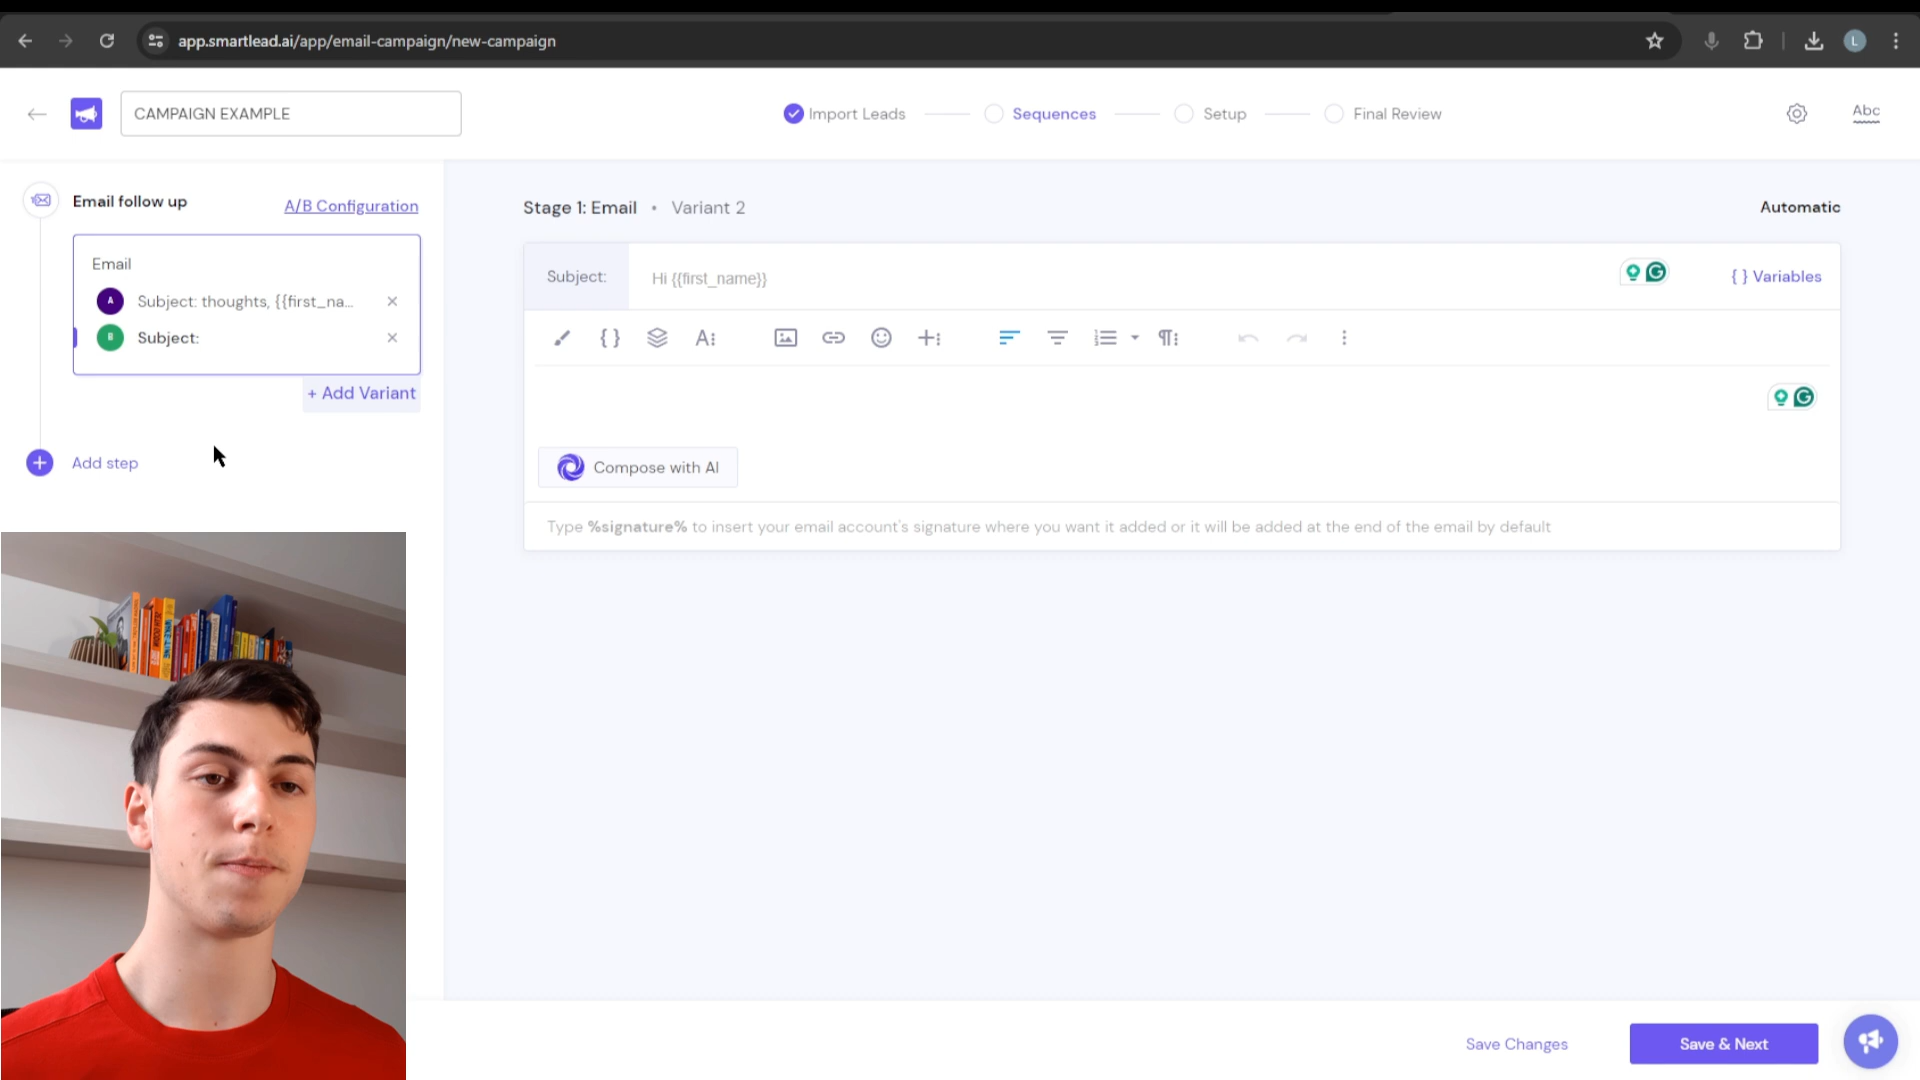 app.smartlead.ai/app/email-campaign/new-campaign
L
CAMPAIGN EXAMPLE
Import Leads
Sequences
Setup
Final Review
Abc
Email follow up
A/B Configuration
Email
A
Subject: thoughts, {{first_na...
Subject:
+ Add Variant
Add step
Stage 1: Email • Variant 2
Automatic
Subject:
Hi {{first_name}}
{ } Variables
Compose with AI
Type %signature% to insert your email account's signature where you want it added or it will be added at the end of the email by default
Save Changes
Save & Next